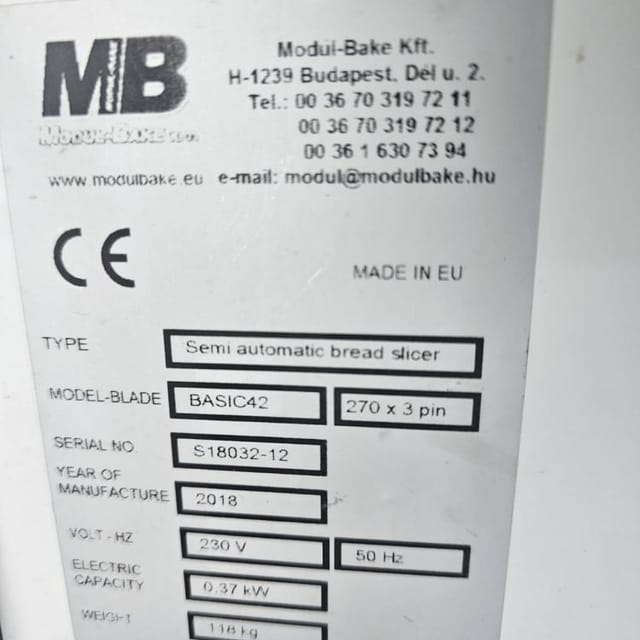 MB
MODUL-BAKE KFT.
Modul-Bake Kft.
H-1239 Budapest, Dél u. 2.
Tel.: 00 36 70 319 72 11
00 36 70 319 72 12
00 36 1 630 73 94
www.modulbake.eu e-mail: modul@modulbake.hu
CE
MADE IN EU
TYPE Semi automatic bread slicer
MODEL-BLADE BASIC42 270 x 3 pin
SERIAL NO. S18032-12
YEAR OF
MANUFACTURE 2018
VOLT - HZ 230 V 50 Hz
ELECTRIC
CAPACITY 0.37 kW
WEIGHT 118 kg